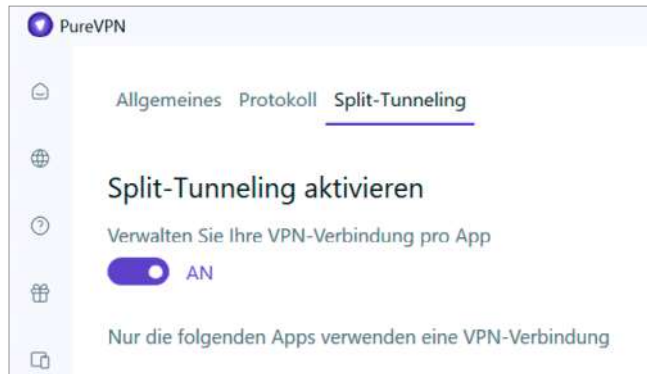 PureVPN
Allgemeines Protokoll Split-Tunneling
Split-Tunneling aktivieren
Verwalten Sie Ihre VPN-Verbindung pro App
AN
Nur die folgenden Apps verwenden eine VPN-Verbindung